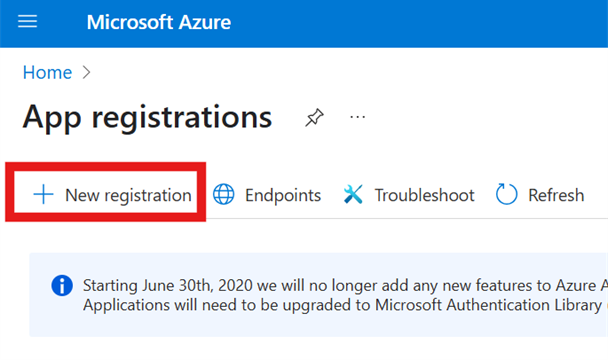 Microsoft Azure
Home
App registrations
New registration Endpoints Troubleshoot Refresh
Starting June 30th, 2020 we will no longer add any new features to Azure A
Applications will need to be upgraded to Microsoft Authentication Library